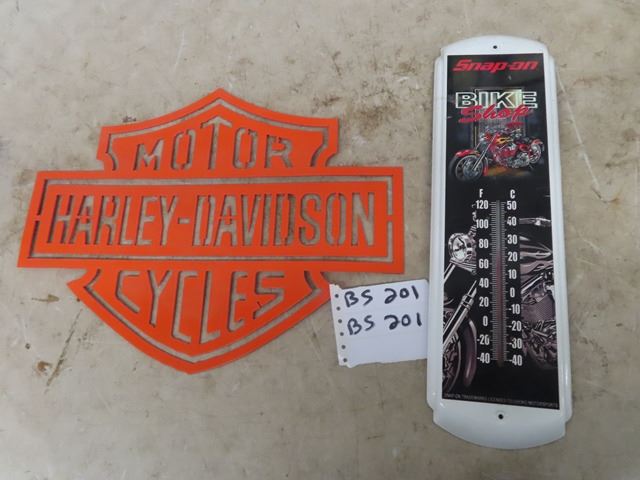 MOTOR
HARLEY-DAVIDSON
CYCLES
BS 201
BS 201
Snap-on
BIKE
Shop
F C
120 50
100 40
80 30
60 20
40 10
20 0
0 10
-20 20
-40 -30
-40